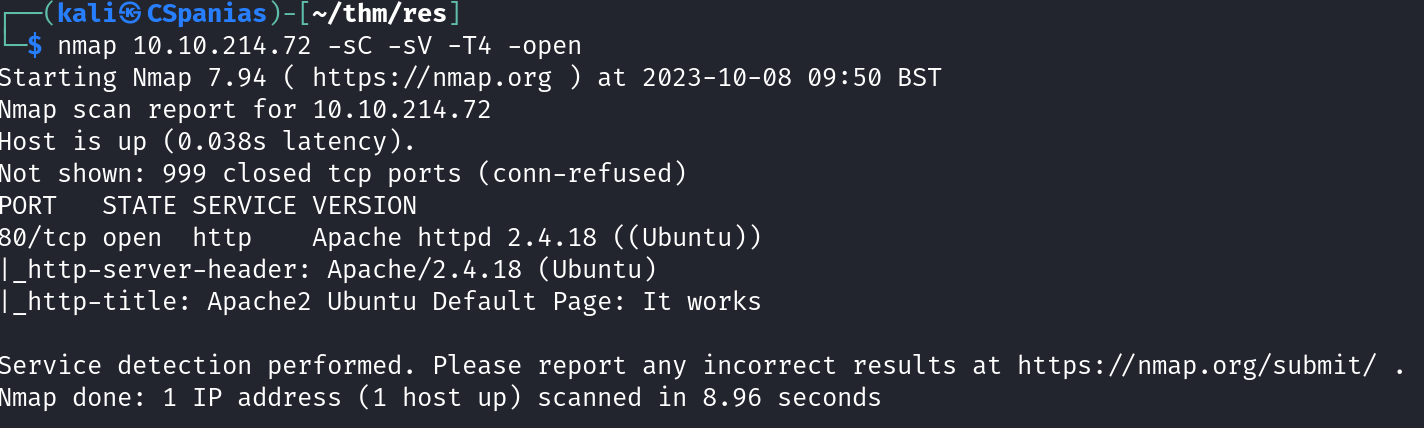 ┌──(kali㉿CSpanias)-[~/thm/res]
└─$ nmap 10.10.214.72 -sC -sV -T4 -open
Starting Nmap 7.94 ( https://nmap.org ) at 2023-10-08 09:50 BST
Nmap scan report for 10.10.214.72
Host is up (0.038s latency).
Not shown: 999 closed tcp ports (conn-refused)
PORT   STATE SERVICE VERSION
80/tcp open  http    Apache httpd 2.4.18 ((Ubuntu))
|_http-server-header: Apache/2.4.18 (Ubuntu)
|_http-title: Apache2 Ubuntu Default Page: It works

Service detection performed. Please report any incorrect results at https://nmap.org/submit/ .
Nmap done: 1 IP address (1 host up) scanned in 8.96 seconds